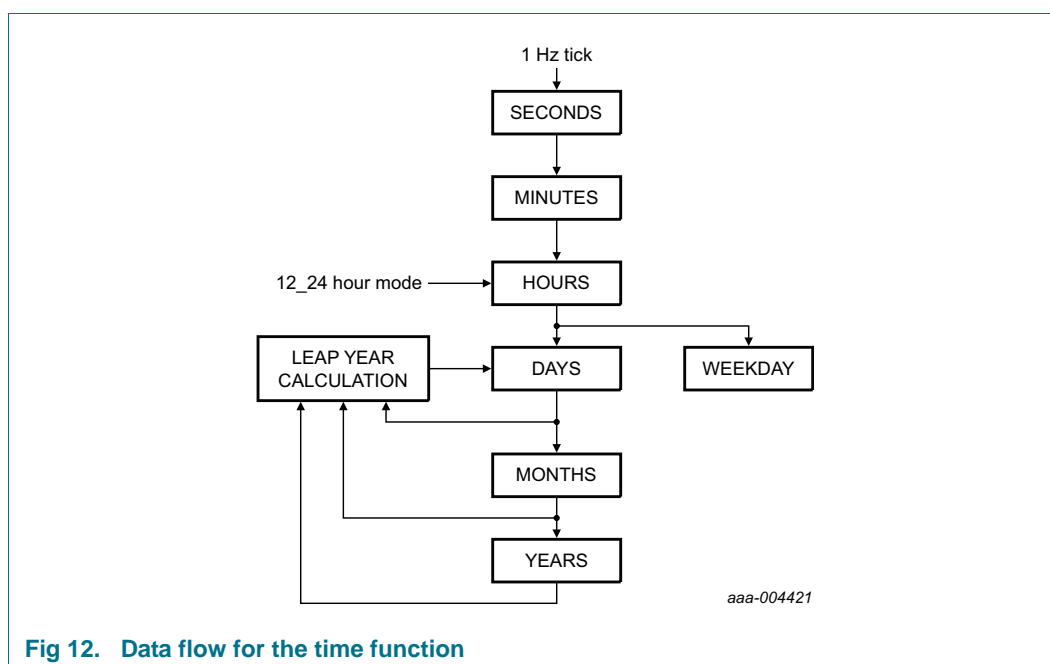 1 Hz tick
SECONDS
MINUTES
12_24 hour mode
HOURS
LEAP YEAR
CALCULATION
DAYS
WEEKDAY
MONTHS
YEARS
aaa-004421
Fig 12. Data flow for the time function